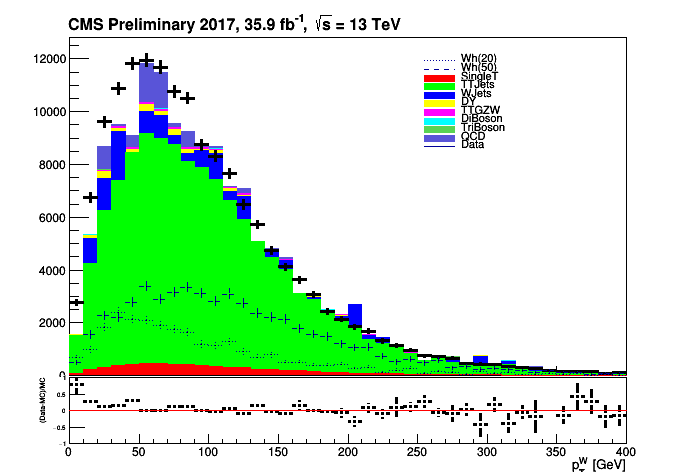 CMS Preliminary 2017, 35.9 fb⁻¹, √s = 13 TeV
12000
10000
8000
6000
4000
2000
0
Wh(20)
Wh(50)
SingleT
TTJets
WJets
DY
TTGZW
DiBoson
TriBoson
QCD
Data
(Data-MC)/MC
1
0.5
0
-0.5
-1
0 50 100 150 200 250 300 350 400
p_T^W [GeV]